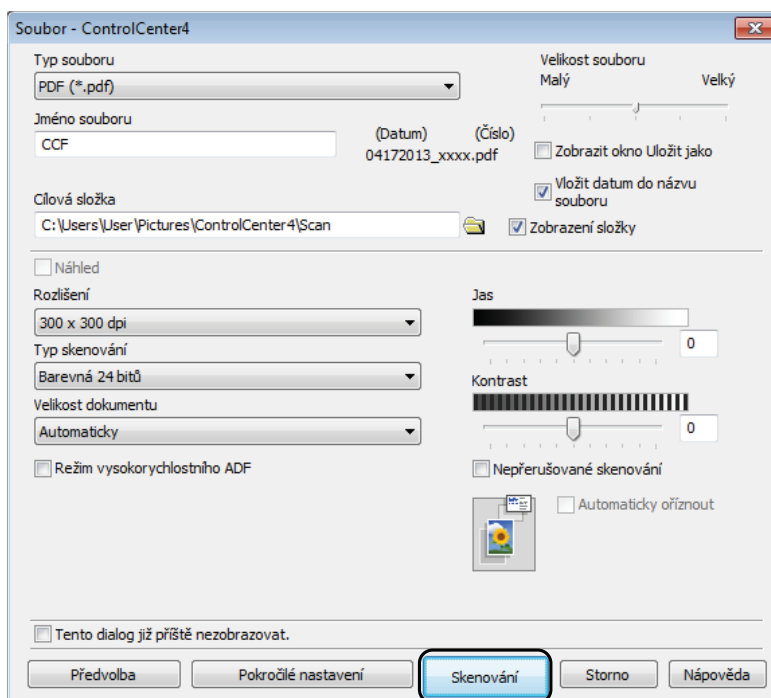 Soubor - ControlCenter4
Typ souboru
PDF (*.pdf)
Velikost souboru
Malý Velký
Jméno souboru
CCF
(Datum) (Číslo)
04172013_xxxx.pdf
Zobrazit okno Uložit jako
Vložit datum do názvu
souboru
Cílová složka
C:\Users\User\Pictures\ControlCenter4\Scan
Zobrazení složky
Náhled
Rozlišení
300 x 300 dpi
Typ skenování
Barevná 24 bitů
Velikost dokumentu
Automaticky
Režim vysokorychlostního ADF
Jas
0
Kontrast
0
Nepřerušované skenování
Automaticky oříznout
Tento dialog již příště nezobrazovat.
Předvolba Pokročilé nastavení Skenování Storno Nápověda